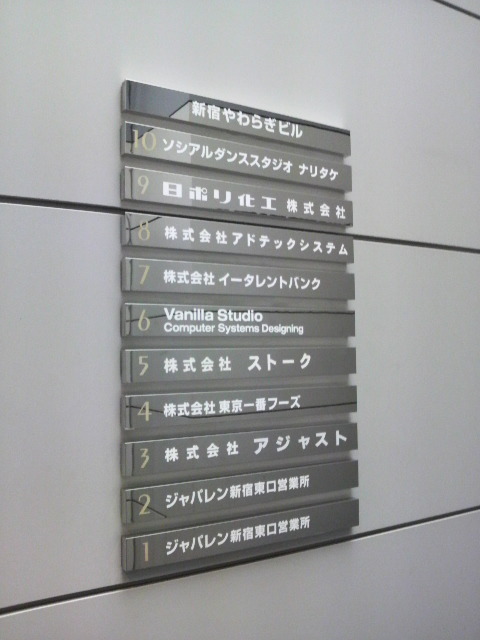 新宿やわらぎビル
10 ソシアルダンススタジオ ナリタケ
9 日ポリ化工 株式会社
8 株式会社アドテックシステム
7 株式会社 イータレントバンク
6 Vanilla Studio
Computer Systems Designing
5 株式会社 ストーク
4 株式会社 東京一番フーズ
3 株式会社 アジャスト
2 ジャパレン新宿東口営業所
1 ジャパレン新宿東口営業所